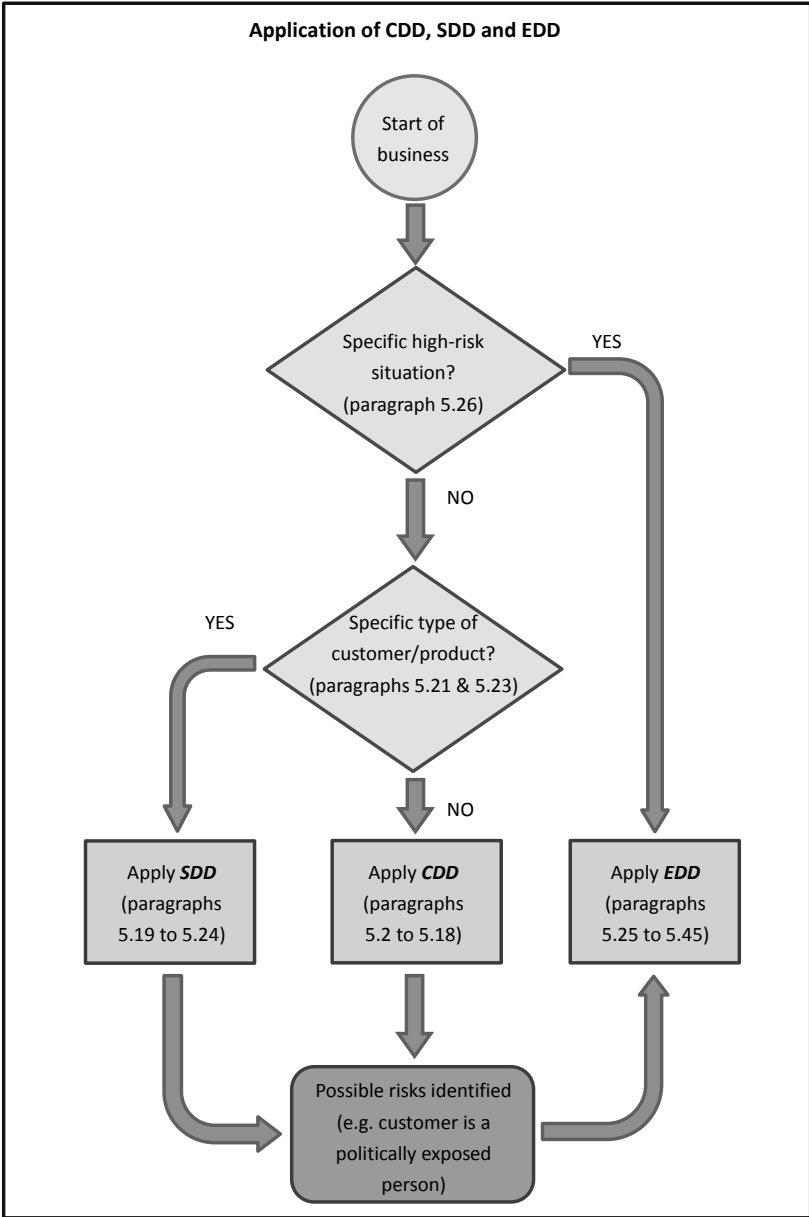 Application of CDD, SDD and EDD
Start of
business
Specific high-risk
situation?
(paragraph 5.26)
YES
NO
YES
Specific type of
customer/product?
(paragraphs 5.21 & 5.23)
NO
Apply SDD
(paragraphs
5.19 to 5.24)
Apply CDD
(paragraphs
5.2 to 5.18)
Apply EDD
(paragraphs
5.25 to 5.45)
Possible risks identified
(e.g. customer is a
politically exposed
person)